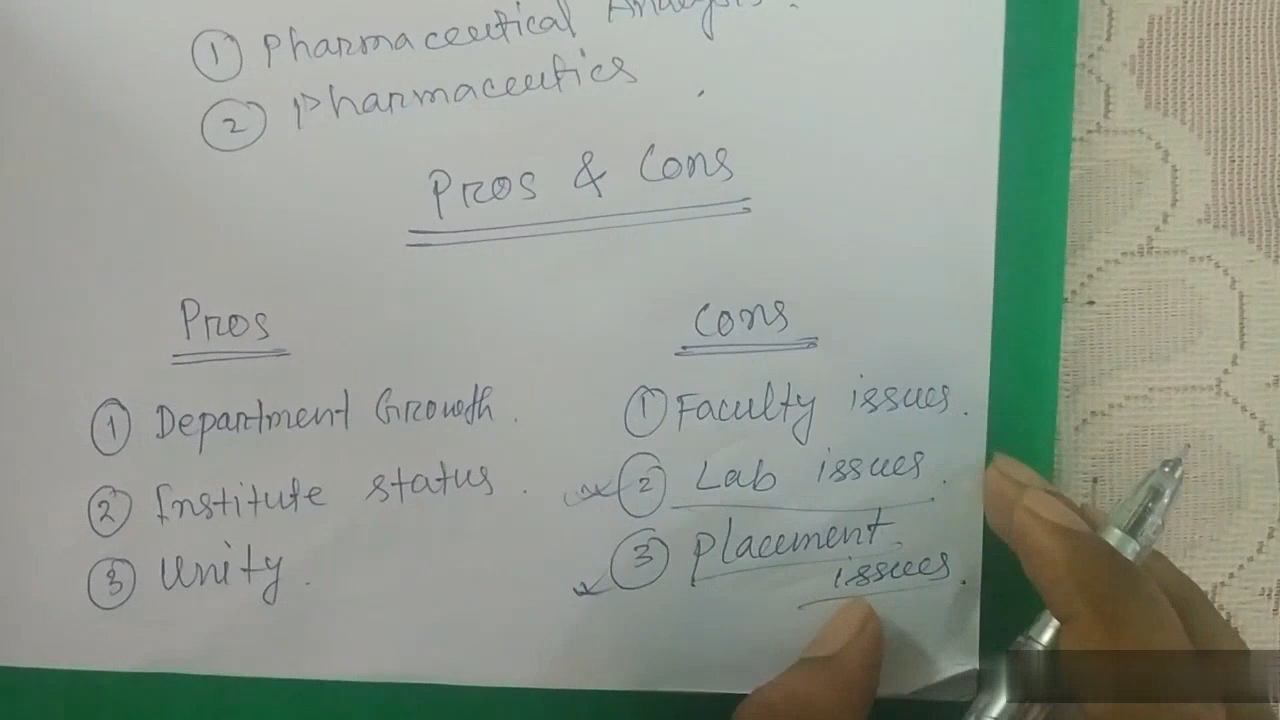 ① Pharmaceutical Analysis.
② Pharmaceutics
Pros & Cons
Pros
① Department Growth.
② Institute status.
③ Unity.
Cons
① Faculty issues.
② Lab issues.
③ Placement
issues.